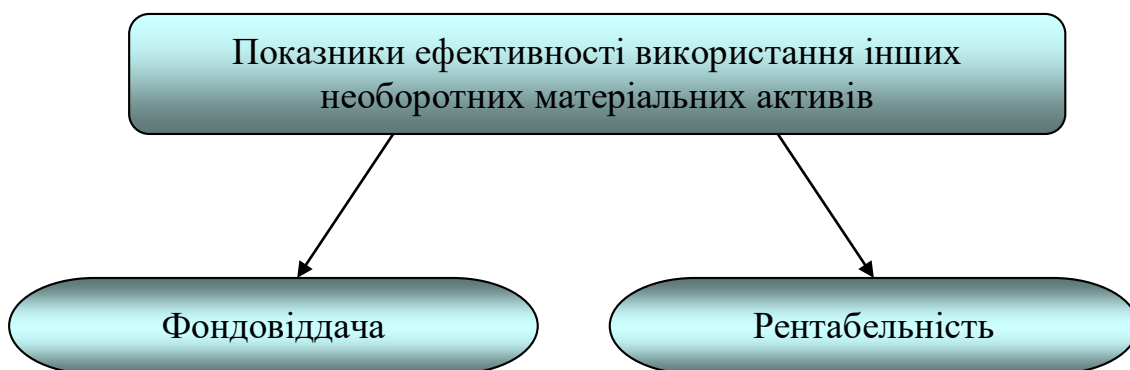 Показники ефективності використання інших
необоротних матеріальних активів
Фондовіддача
Рентабельність